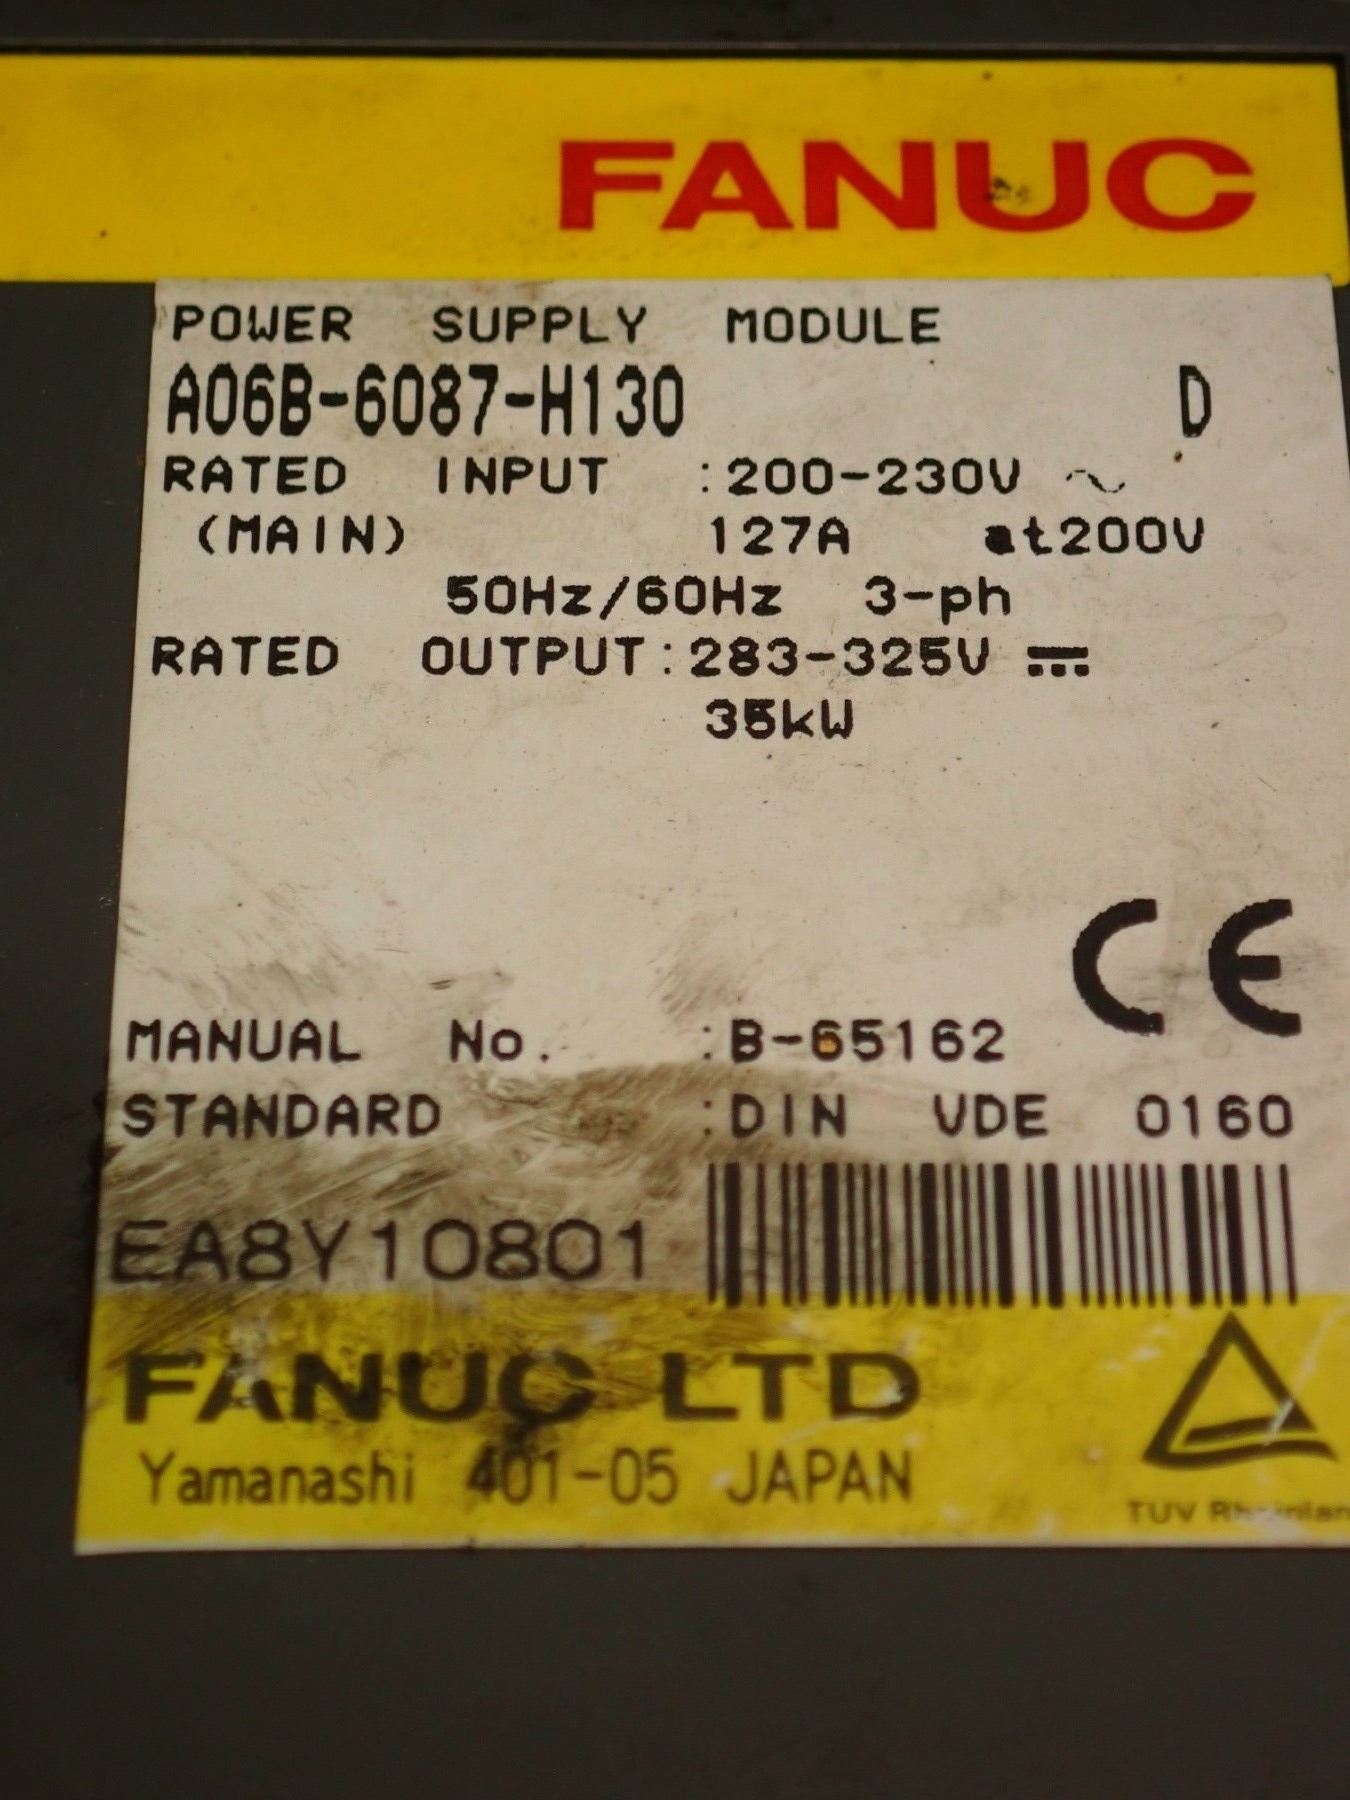 FANUC
POWER SUPPLY MODULE
A06B-6087-H130 D
RATED INPUT :200-230V ~
(MAIN) 127A at200V
50Hz/60Hz 3-ph
RATED OUTPUT:283-325V ⎓
35kW
CE
MANUAL No. :B-65162
STANDARD :DIN VDE 0160
EA8Y10801
FANUC LTD
Yamanashi 401-05 JAPAN
TUV Rheinlan